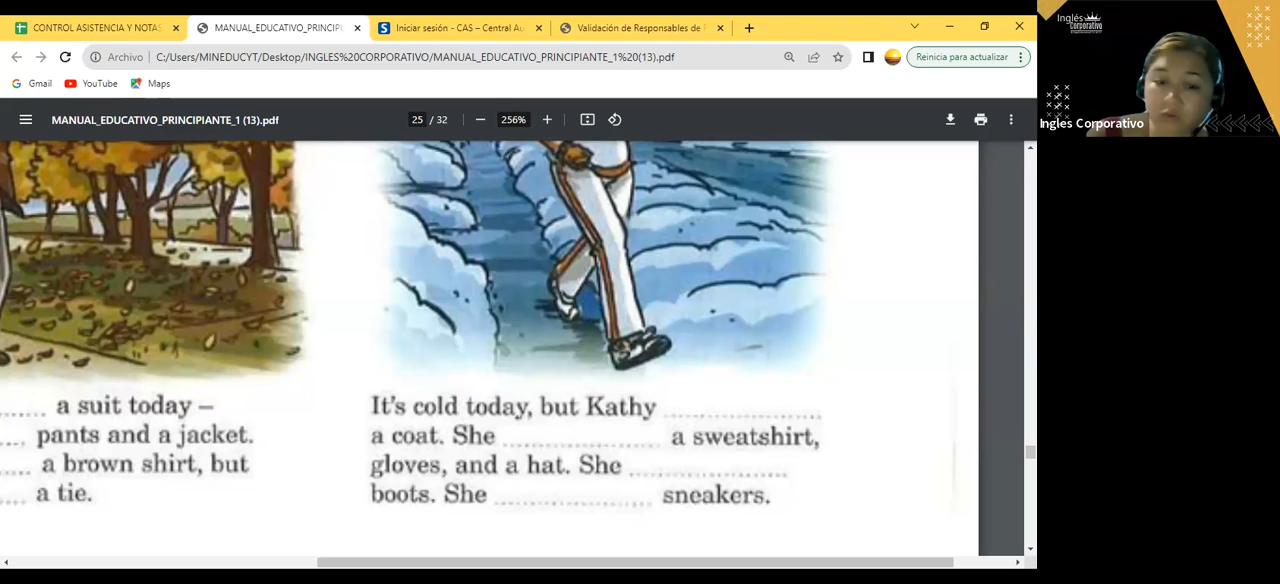 CONTROL ASISTENCIA Y NOTAS
MANUAL_EDUCATIVO_PRINCIPI
Iniciar sesión - CAS – Central Au
Validación de Responsables de
Archivo
C:/Users/MINEDUCYT/Desktop/INGLES%20CORPORATIVO/MANUAL_EDUCATIVO_PRINCIPIANTE_1%20(13).pdf
Reinicia para actualizar
Gmail
YouTube
Maps
MANUAL_EDUCATIVO_PRINCIPIANTE_1 (13).pdf
25 / 32
256%
Inglés
Corporativo
Ingles Corporativo
...... a suit today –
.... pants and a jacket.
..... a brown shirt, but
.... a tie.
It's cold today, but Kathy ..............................
a coat. She .............................. a sweatshirt,
gloves, and a hat. She ..............................
boots. She .............................. sneakers.